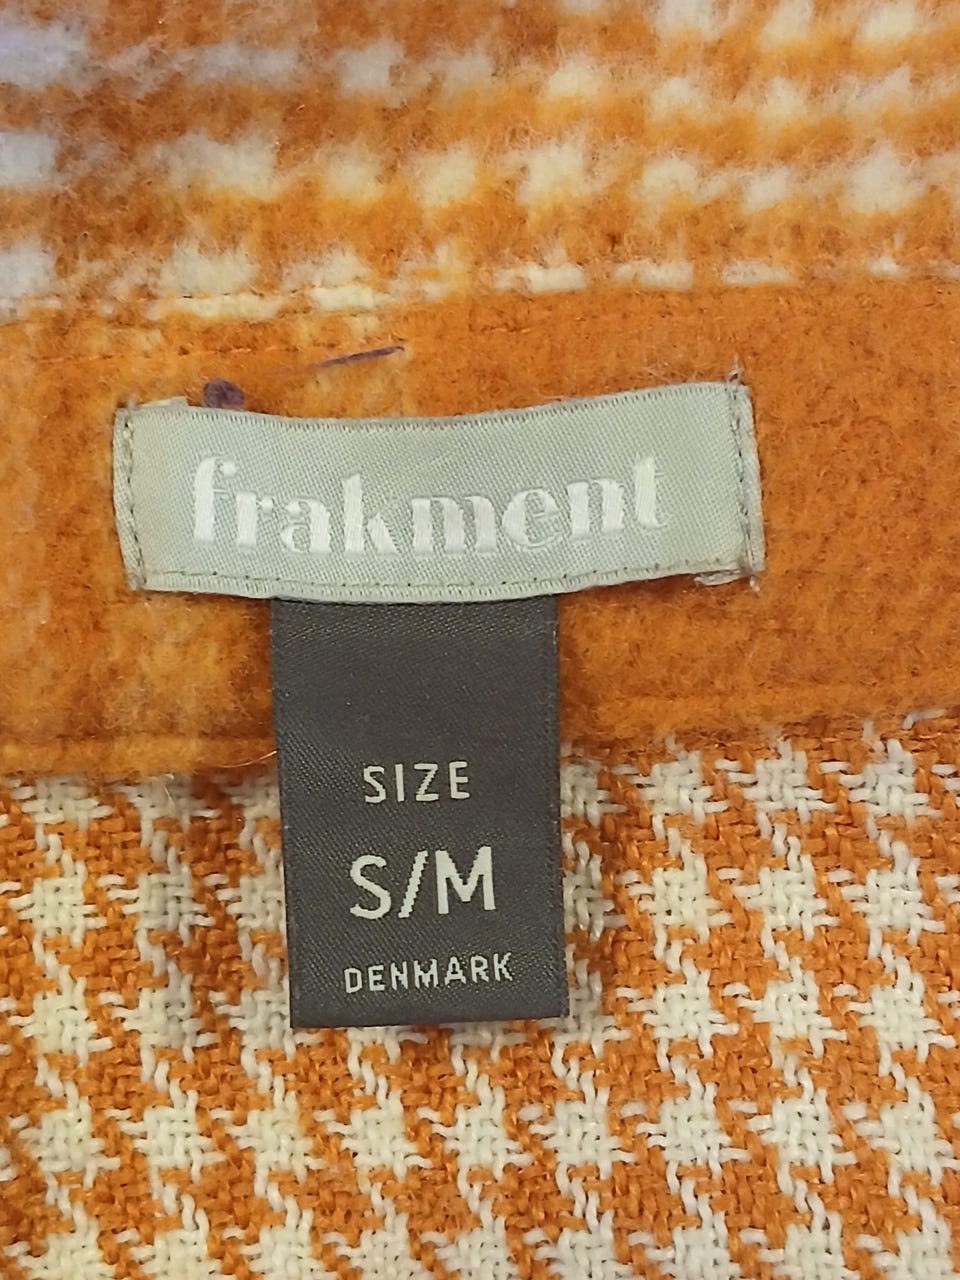 frakment
SIZE
S/M
DENMARK